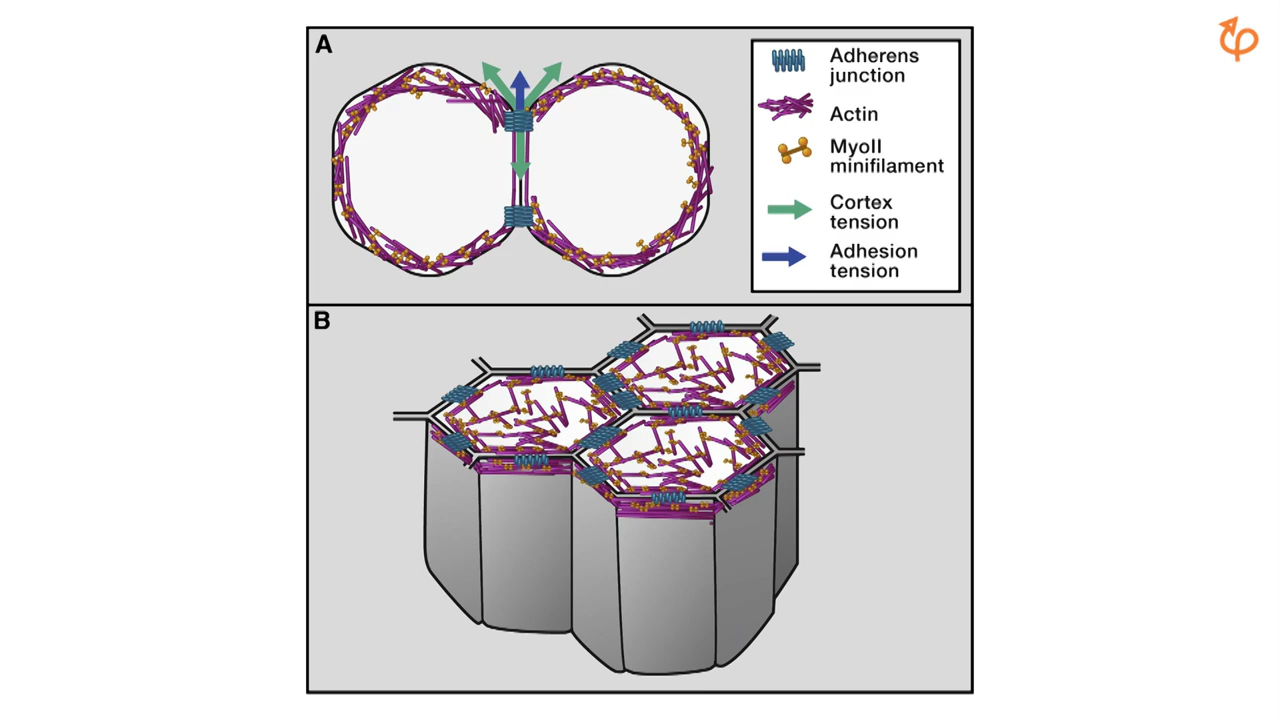 A
Adherens
junction
Actin
MyoII
minifilament
Cortex
tension
Adhesion
tension
B